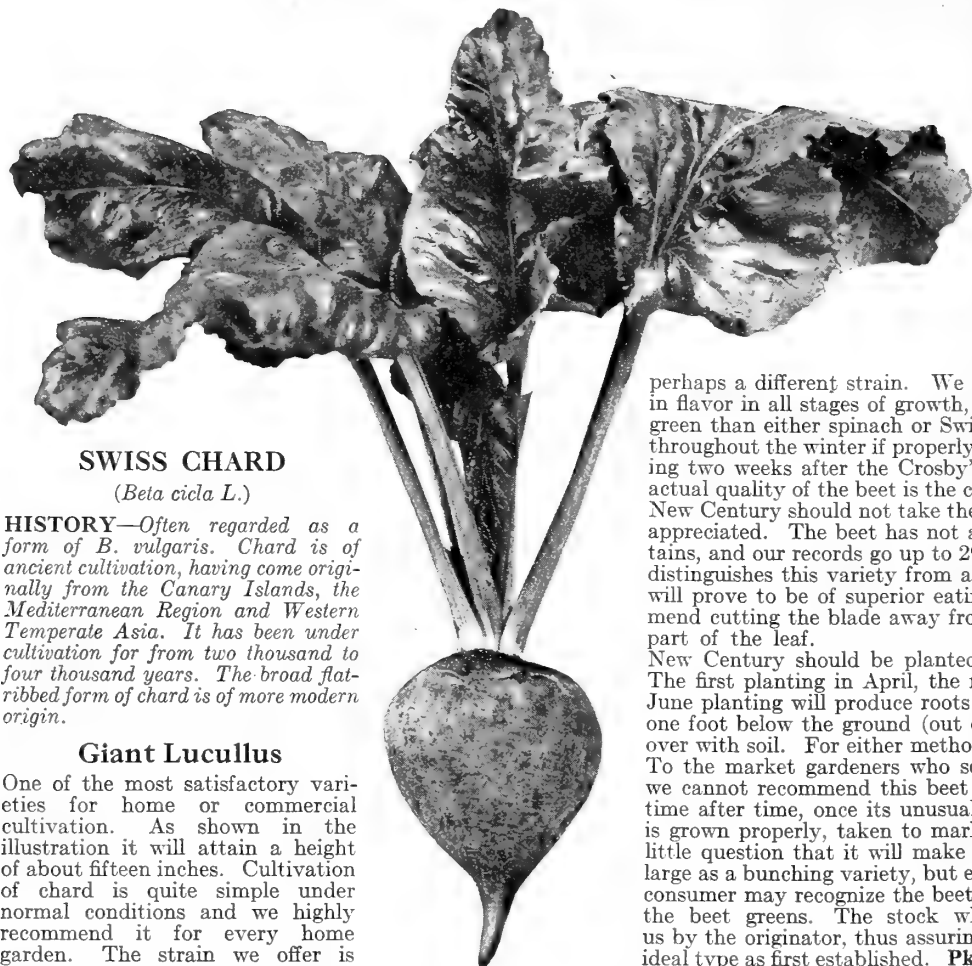 SWISS CHARD
(Beta cicla L.)
HISTORY—Often regarded as a
form of B. vulgaris. Chard is of
ancient cultivation, having come origi-
nally from the Canary Islands, the
Mediterranean Region and Western
Temperate Asia. It has been under
cultivation for from two thousand to
four thousand years. The broad flat-
ribbed form of chard is of more modern
origin.
Giant Lucullus
One of the most satisfactory vari-
eties for home or commercial
cultivation. As shown in the
illustration it will attain a height
of about fifteen inches. Cultivation
of chard is quite simple under
normal conditions and we highly
recommend it for every home
garden. The strain we offer is
perhaps a different strain. We
in flavor in all stages of growth,
green than either spinach or Swi
throughout the winter if properly
ing two weeks after the Crosby'
actual quality of the beet is the c
New Century should not take the
appreciated. The beet has not a
tains, and our records go up to 29
distinguishes this variety from a
will prove to be of superior eati
mend cutting the blade away fro
part of the leaf.
New Century should be planted
The first planting in April, the
June planting will produce roots
one foot below the ground (out
over with soil. For either metho
To the market gardeners who se
we cannot recommend this beet
time after time, once its unusual
is grown properly, taken to mar
little question that it will make
large as a bunching variety, but e
consumer may recognize the beet
the beet greens. The stock wh
us by the originator, thus assurin
ideal type as first established. Pk